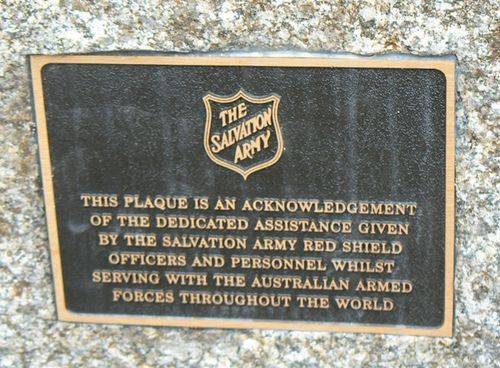 THE
SALVATION
ARMY
THIS PLAQUE IS AN ACKNOWLEDGEMENT
OF THE DEDICATED ASSISTANCE GIVEN
BY THE SALVATION ARMY RED SHIELD
OFFICERS AND PERSONNEL WHILST
SERVING WITH THE AUSTRALIAN ARMED
FORCES THROUGHOUT THE WORLD